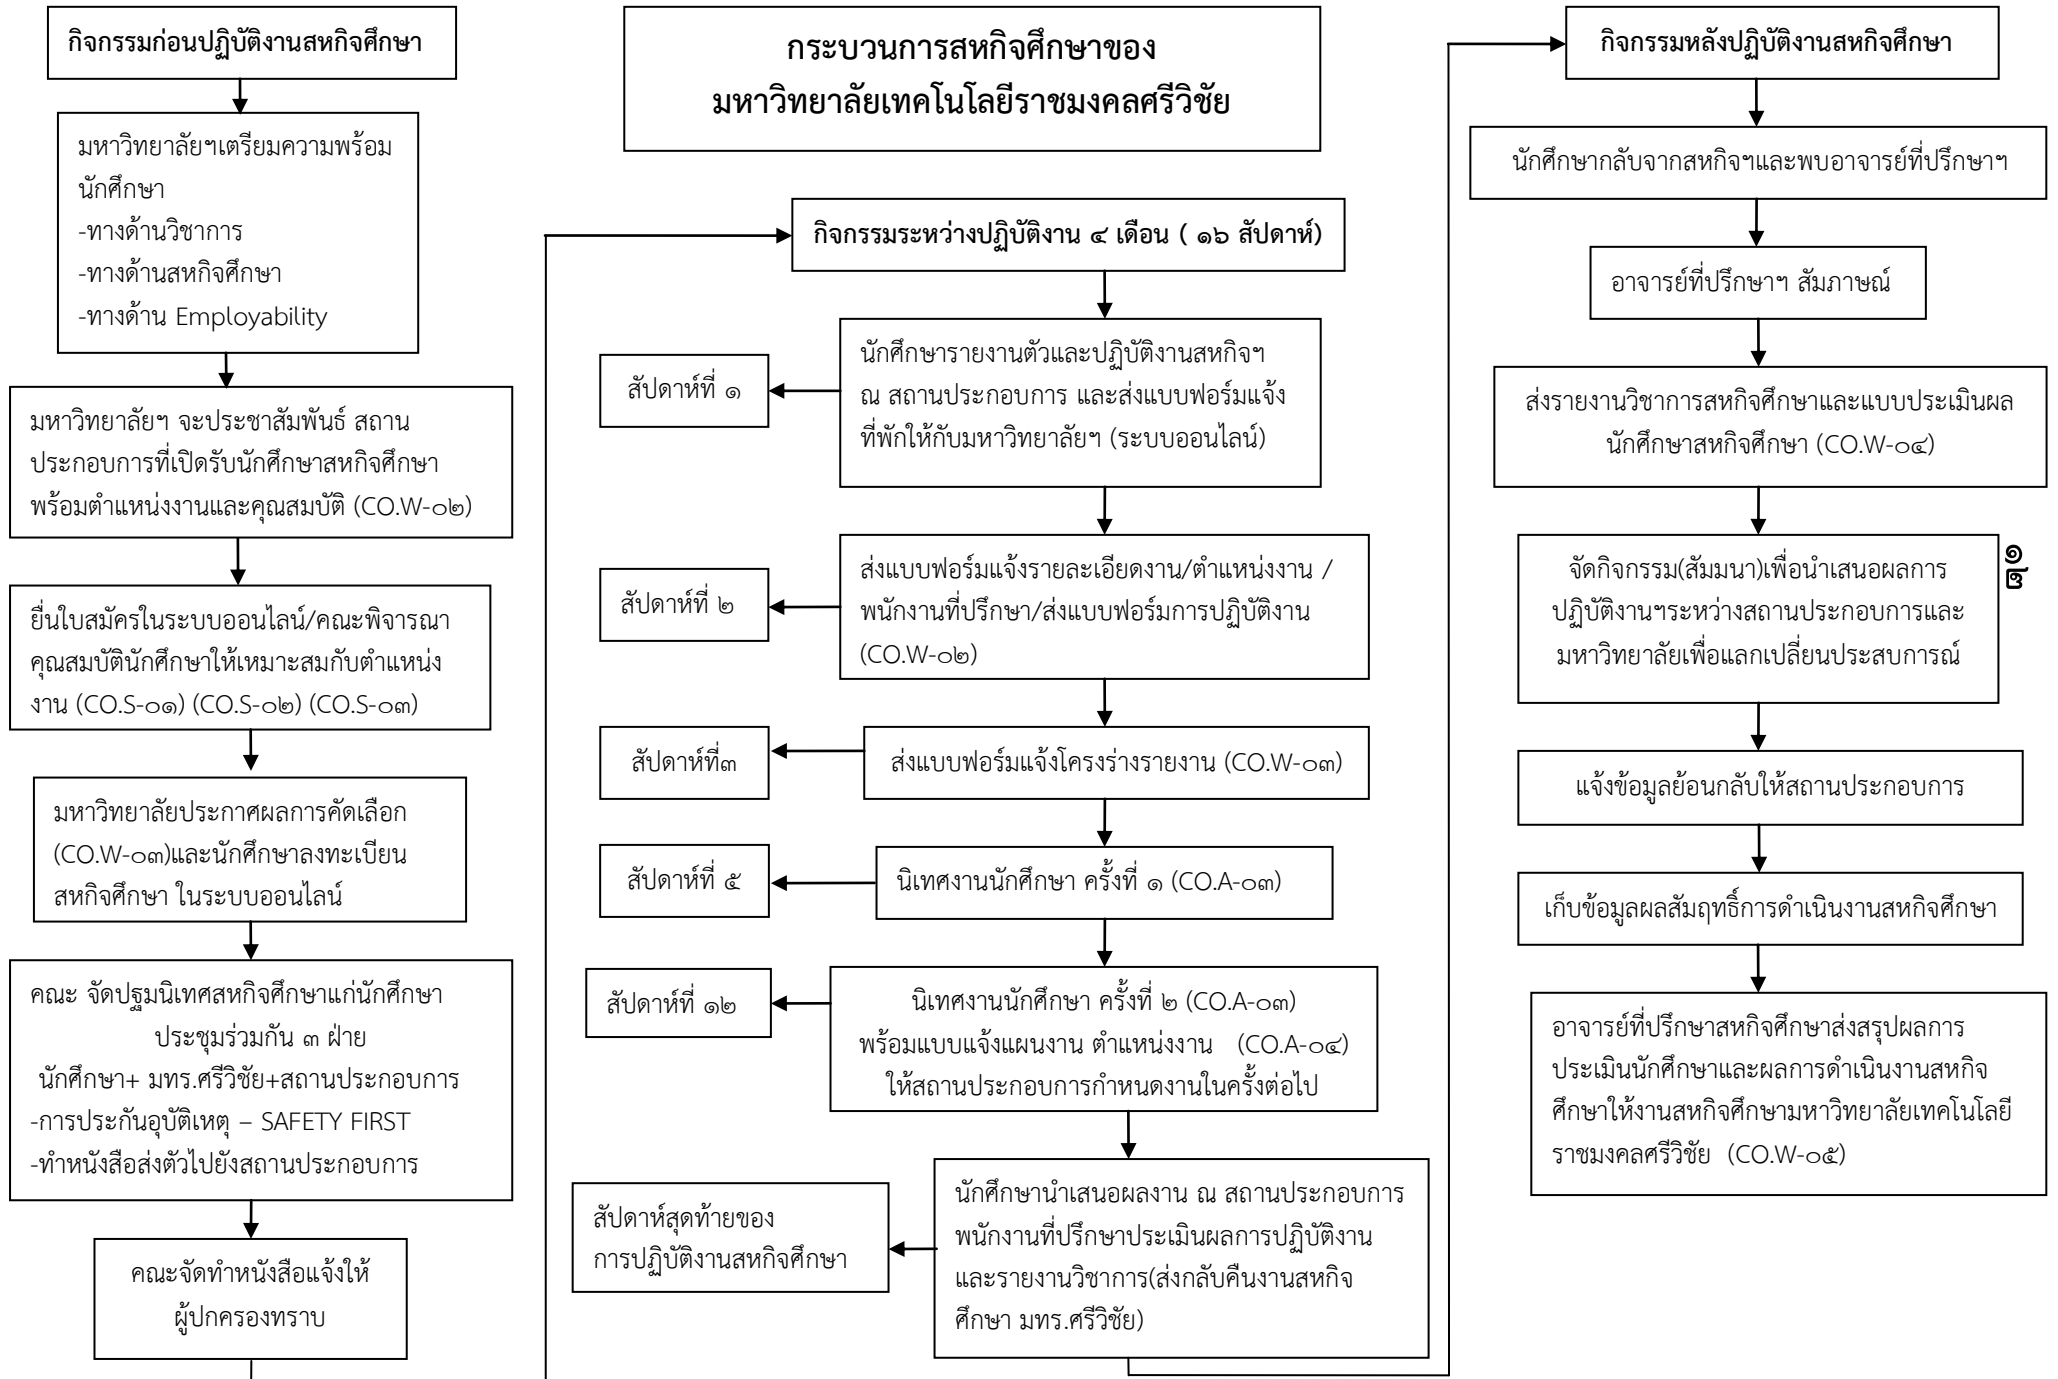 กิจกรรมก่อนปฏิบัติงานสหกิจศึกษา
มหาวิทยาลัยฯเตรียมความพร้อม
นักศึกษา
-ทางด้านวิชาการ
-ทางด้านสหกิจศึกษา
-ทางด้าน Employability
มหาวิทยาลัยฯ จะประชาสัมพันธ์ สถาน
ประกอบการที่เปิดรับนักศึกษาสหกิจศึกษา
พร้อมตำแหน่งงานและคุณสมบัติ (CO.W-๐๒)
ยื่นใบสมัครในระบบออนไลน์/คณะพิจารณา
คุณสมบัตินักศึกษาให้เหมาะสมกับตำแหน่ง
งาน (CO.S-๐๑) (CO.S-๐๒) (CO.S-๐๓)
มหาวิทยาลัยประกาศผลการคัดเลือก
(CO.W-๐๓)และนักศึกษาลงทะเบียน
สหกิจศึกษา ในระบบออนไลน์
คณะ จัดปฐมนิเทศสหกิจศึกษาแก่นักศึกษา
ประชุมร่วมกัน ๓ ฝ่าย
นักศึกษา+ มทร.ศรีวิชัย+สถานประกอบการ
-การประกันอุบัติเหตุ – SAFETY FIRST
-ทำหนังสือส่งตัวไปยังสถานประกอบการ
คณะจัดทำหนังสือแจ้งให้
ผู้ปกครองทราบ
กระบวนการสหกิจศึกษาของ
มหาวิทยาลัยเทคโนโลยีราชมงคลศรีวิชัย
กิจกรรมระหว่างปฏิบัติงาน ๔ เดือน ( ๑๖ สัปดาห์)
สัปดาห์ที่ ๑
นักศึกษารายงานตัวและปฏิบัติงานสหกิจฯ
ณ สถานประกอบการ และส่งแบบฟอร์มแจ้ง
ที่พักให้กับมหาวิทยาลัยฯ (ระบบออนไลน์)
สัปดาห์ที่ ๒
ส่งแบบฟอร์มแจ้งรายละเอียดงาน/ตำแหน่งงาน /
พนักงานที่ปรึกษา/ส่งแบบฟอร์มการปฏิบัติงาน
(CO.W-๐๒)
สัปดาห์ที่๓
ส่งแบบฟอร์มแจ้งโครงร่างรายงาน (CO.W-๐๓)
สัปดาห์ที่ ๕
นิเทศงานนักศึกษา ครั้งที่ ๑ (CO.A-๐๓)
สัปดาห์ที่ ๑๒
นิเทศงานนักศึกษา ครั้งที่ ๒ (CO.A-๐๓)
พร้อมแบบแจ้งแผนงาน ตำแหน่งงาน (CO.A-๐๔)
ให้สถานประกอบการกำหนดงานในครั้งต่อไป
สัปดาห์สุดท้ายของ
การปฏิบัติงานสหกิจศึกษา
นักศึกษานำเสนอผลงาน ณ สถานประกอบการ
พนักงานที่ปรึกษาประเมินผลการปฏิบัติงาน
และรายงานวิชาการ(ส่งกลับคืนงานสหกิจ
ศึกษา มทร.ศรีวิชัย)
กิจกรรมหลังปฏิบัติงานสหกิจศึกษา
นักศึกษากลับจากสหกิจฯและพบอาจารย์ที่ปรึกษาฯ
อาจารย์ที่ปรึกษาฯ สัมภาษณ์
ส่งรายงานวิชาการสหกิจศึกษาและแบบประเมินผล
นักศึกษาสหกิจศึกษา (CO.W-๐๔)
จัดกิจกรรม(สัมมนา)เพื่อนำเสนอผลการ
ปฏิบัติงานฯระหว่างสถานประกอบการและ
มหาวิทยาลัยเพื่อแลกเปลี่ยนประสบการณ์
๑๒
แจ้งข้อมูลย้อนกลับให้สถานประกอบการ
เก็บข้อมูลผลสัมฤทธิ์การดำเนินงานสหกิจศึกษา
อาจารย์ที่ปรึกษาสหกิจศึกษาส่งสรุปผลการ
ประเมินนักศึกษาและผลการดำเนินงานสหกิจ
ศึกษาให้งานสหกิจศึกษามหาวิทยาลัยเทคโนโลยี
ราชมงคลศรีวิชัย (CO.W-๐๕)